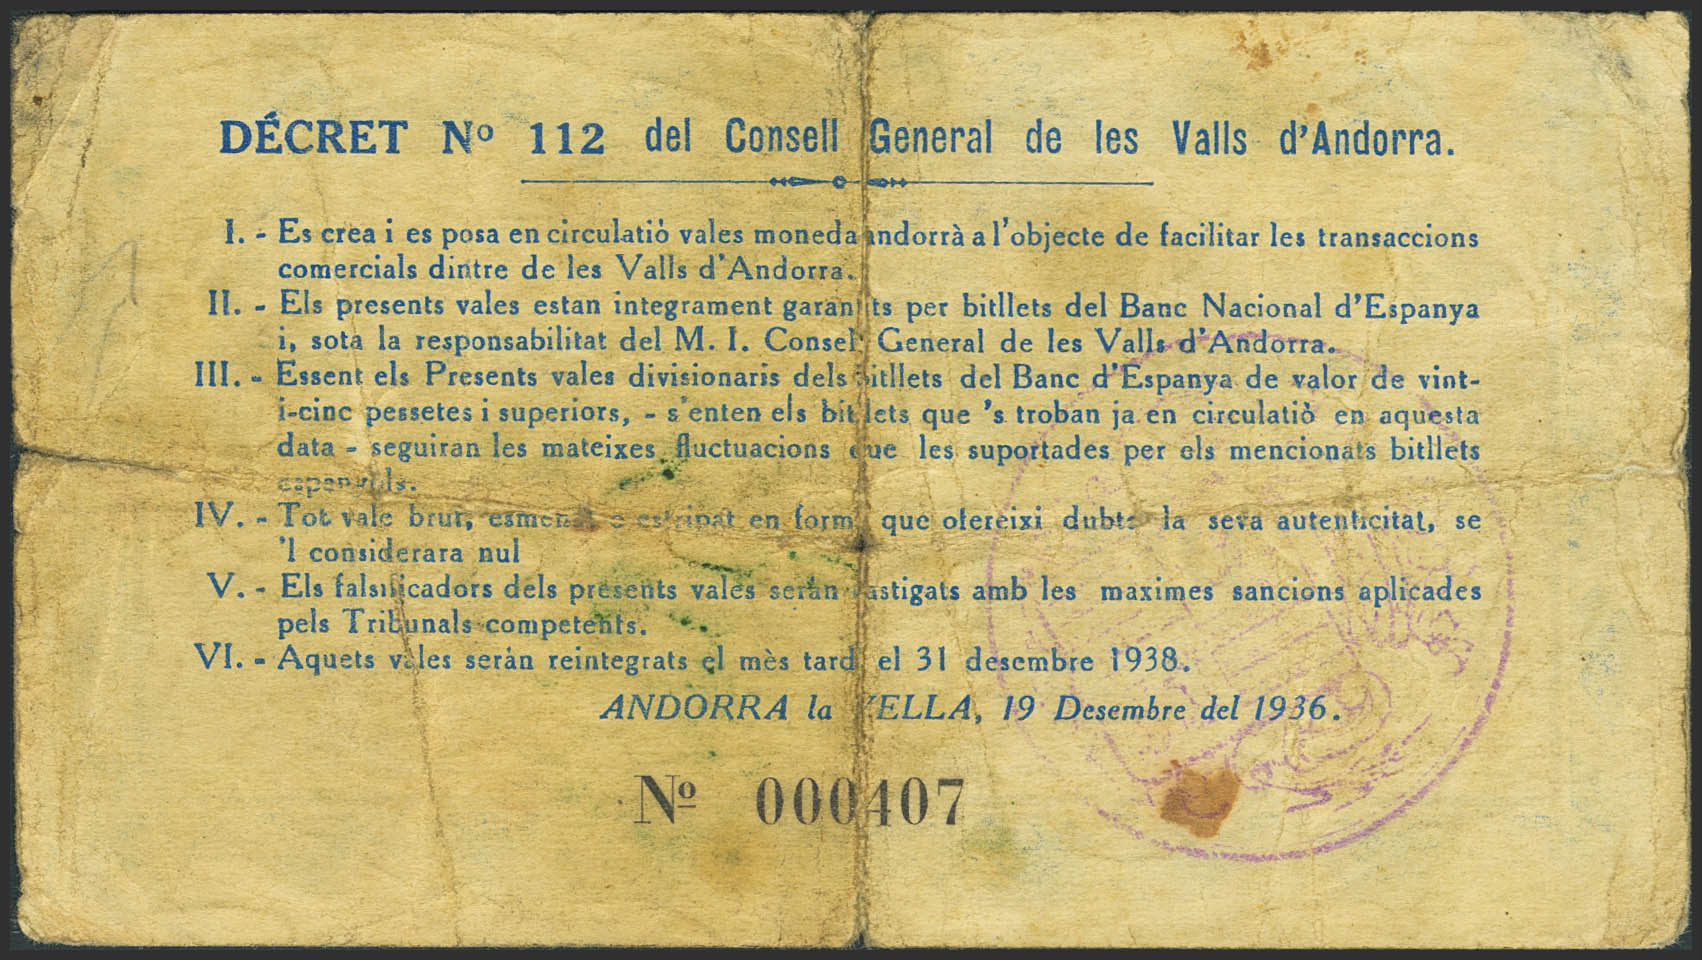 DÉCRET Nº 112 del Consell General de les Valls d'Andorra.
I. - Es crea i es posa en circulatiò vales moneda andorrà a l'objecte de facilitar les transaccions
comercials dintre de les Valls d'Andorra.
II. - Els presents vales estan integrament garantits per bitllets del Banc Nacional d'Espanya
i, sota la responsabilitat del M. I. Consell General de les Valls d'Andorra.
III. - Essent els Presents vales divisionaris dels bitllets del Banc d'Espanya de valor de vint-
i-cinc pessetes i superiors, - s'enten els bitllets que 's troban ja en circulatiò en aquesta
data - seguiran les mateixes fluctuacions que les suportades per els mencionats bitllets
espanyols.
IV. - Tot vale brut, esmenat o estripat en forma que ofereixi dubte la seva autenticitat, se
'l considerara nul
V. - Els falsificadors dels presents vales seràn castigats amb les maximes sancions aplicades
pels Tribunals competents.
VI. - Aquets vales seràn reintegrats el mès tard el 31 desembre 1938.
ANDORRA la VELLA, 19 Desembre del 1936.
Nº 000407